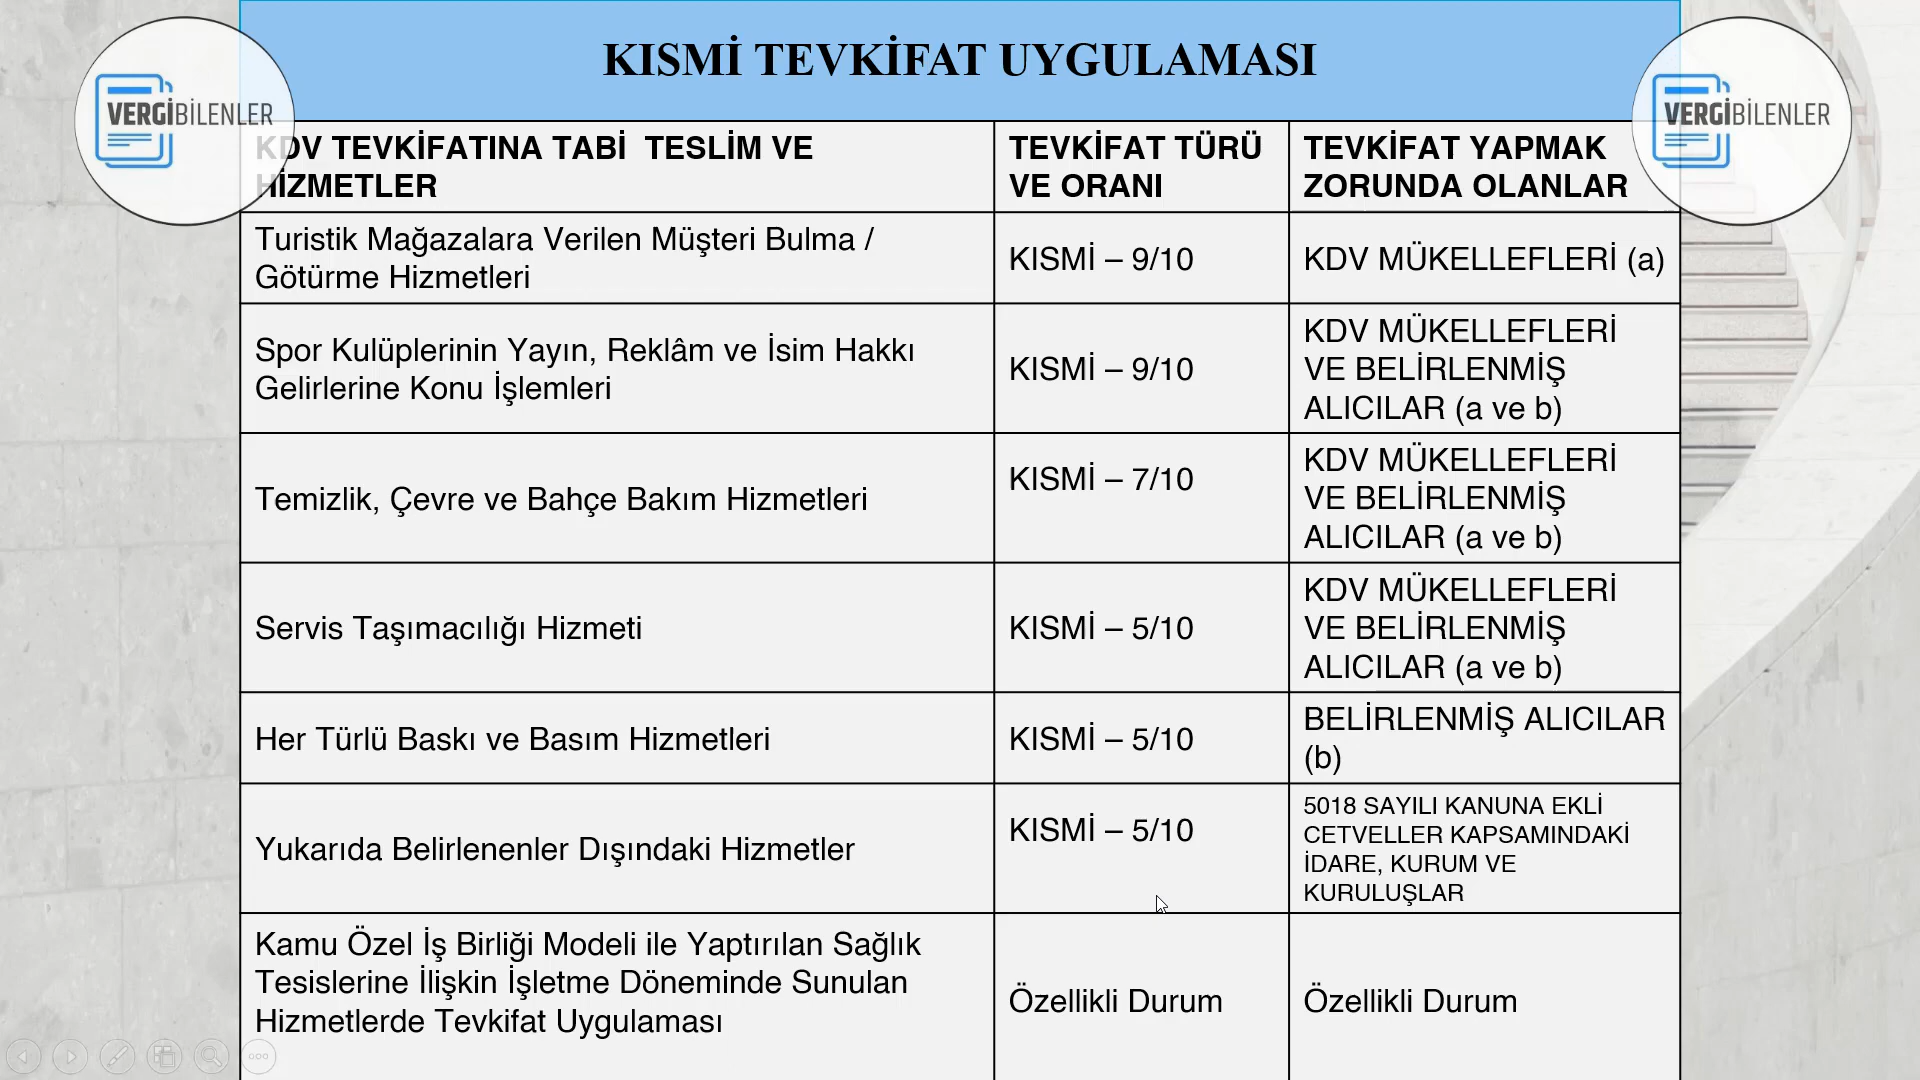 KISMİ TEVKİFAT UYGULAMASI
VERGİBİLENLER
VERGİBİLENLER
KDV TEVKİFATINA TABİ TESLİM VE
HİZMETLER
TEVKİFAT TÜRÜ
VE ORANI
TEVKİFAT YAPMAK
ZORUNDA OLANLAR
Turistik Mağazalara Verilen Müşteri Bulma /
Götürme Hizmetleri
KISMİ – 9/10
KDV MÜKELLEFLERİ (a)
Spor Kulüplerinin Yayın, Reklâm ve İsim Hakkı
Gelirlerine Konu İşlemleri
KISMİ – 9/10
KDV MÜKELLEFLERİ
VE BELİRLENMİŞ
ALICILAR (a ve b)
Temizlik, Çevre ve Bahçe Bakım Hizmetleri
KISMİ – 7/10
KDV MÜKELLEFLERİ
VE BELİRLENMİŞ
ALICILAR (a ve b)
Servis Taşımacılığı Hizmeti
KISMİ – 5/10
KDV MÜKELLEFLERİ
VE BELİRLENMİŞ
ALICILAR (a ve b)
Her Türlü Baskı ve Basım Hizmetleri
KISMİ – 5/10
BELİRLENMİŞ ALICILAR
(b)
Yukarıda Belirlenenler Dışındaki Hizmetler
KISMİ – 5/10
5018 SAYILI KANUNA EKLİ
CETVELLER KAPSAMINDAKİ
İDARE, KURUM VE
KURULUŞLAR
Kamu Özel İş Birliği Modeli ile Yaptırılan Sağlık
Tesislerine İlişkin İşletme Döneminde Sunulan
Hizmetlerde Tevkifat Uygulaması
Özellikli Durum
Özellikli Durum